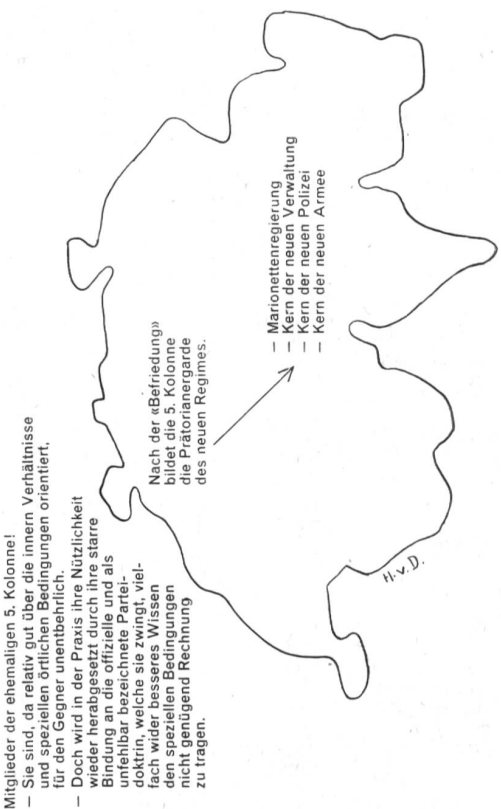 Mitglieder der ehemaligen 5. Kolonne!
— Sie sind, da relativ gut über die innern Verhältnisse
und speziellen örtlichen Bedingungen orientiert,
für den Gegner unentbehrlich.
— Doch wird in der Praxis ihre Nützlichkeit
wieder herabgesetzt durch ihre starre
Bindung an die offizielle und als
unfehlbar bezeichnete Partei-
doktrin, welche sie zwingt, viel-
fach wider besseres Wissen
den speziellen Bedingungen
nicht genügend Rechnung
zu tragen.
Nach der «Befriedung»
bildet die 5. Kolonne
die Prätorianergarde
des neuen Regimes.
— Marionettenregierung
— Kern der neuen Verwaltung
— Kern der neuen Polizei
— Kern der neuen Armee
H.v.D.